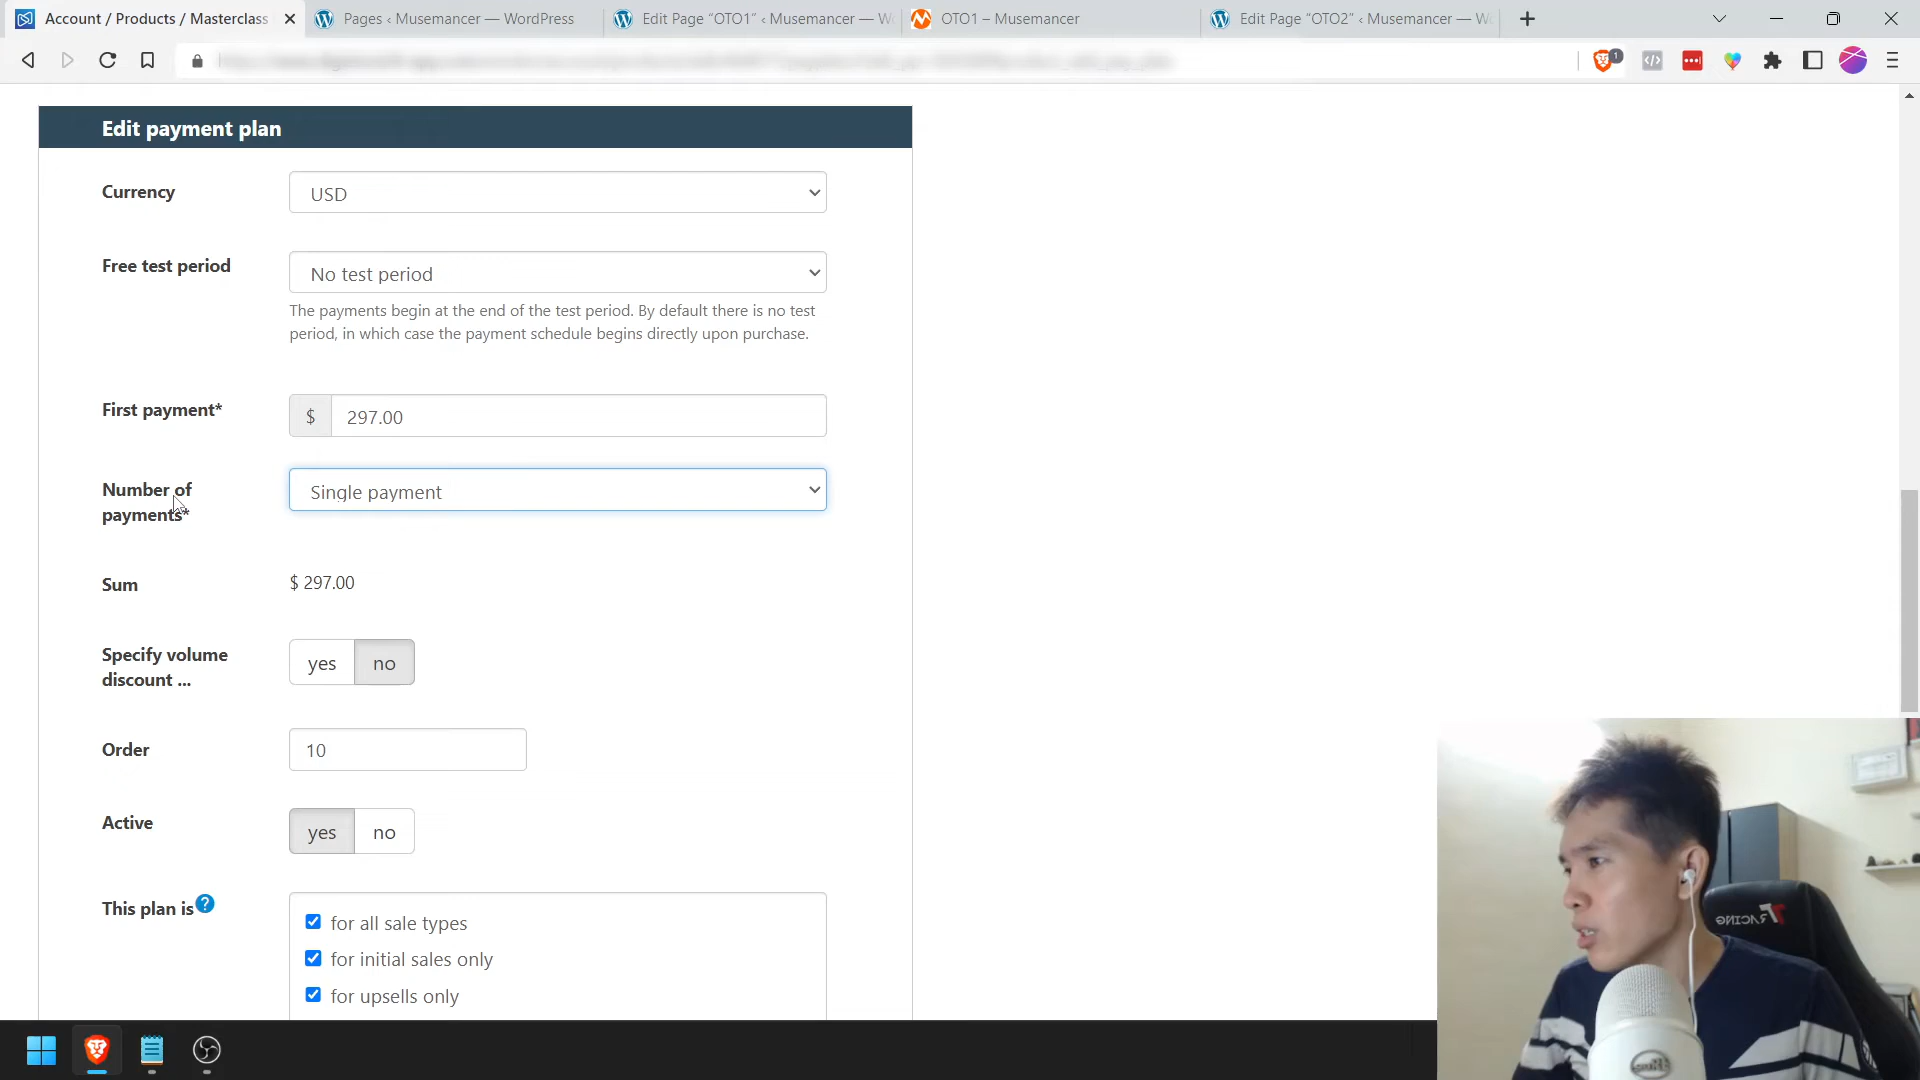 Account / Products / Masterclass
Pages ‹ Musemancer — WordPress
Edit Page “OTO1” ‹ Musemancer — Wo
OTO1 – Musemancer
Edit Page “OTO2” ‹ Musemancer — Wo
1
Edit payment plan
Currency
USD
Free test period
No test period
The payments begin at the end of the test period. By default there is no test
period, in which case the payment schedule begins directly upon purchase.
First payment*
$ 297.00
Number of
payments*
Single payment
Sum
$ 297.00
Specify volume
discount ...
yes no
Order
10
Active
yes no
This plan is ?
for all sale types
for initial sales only
for upsells only